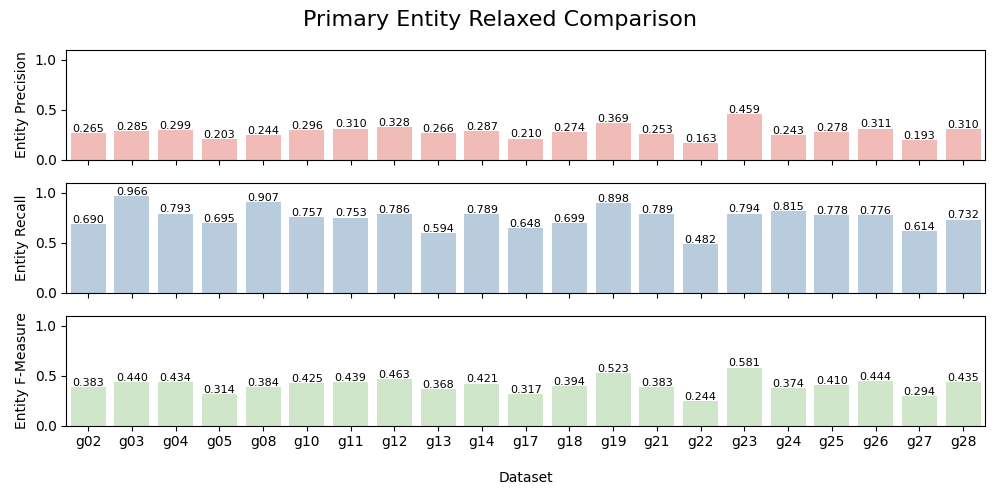 Primary Entity Relaxed Comparison
Entity Precision
1.0
0.5
0.0
0.265 0.285 0.299 0.203 0.244 0.296 0.310 0.328 0.266 0.287 0.210 0.274 0.369 0.253 0.163 0.459 0.243 0.278 0.311 0.193 0.310
Entity Recall
1.0
0.5
0.0
0.690 0.966 0.793 0.695 0.907 0.757 0.753 0.786 0.594 0.789 0.648 0.699 0.898 0.789 0.482 0.794 0.815 0.778 0.776 0.614 0.732
Entity F-Measure
1.0
0.5
0.0
0.383 0.440 0.434 0.314 0.384 0.425 0.439 0.463 0.368 0.421 0.317 0.394 0.523 0.383 0.244 0.581 0.374 0.410 0.444 0.294 0.435
g02 g03 g04 g05 g08 g10 g11 g12 g13 g14 g17 g18 g19 g21 g22 g23 g24 g25 g26 g27 g28
Dataset